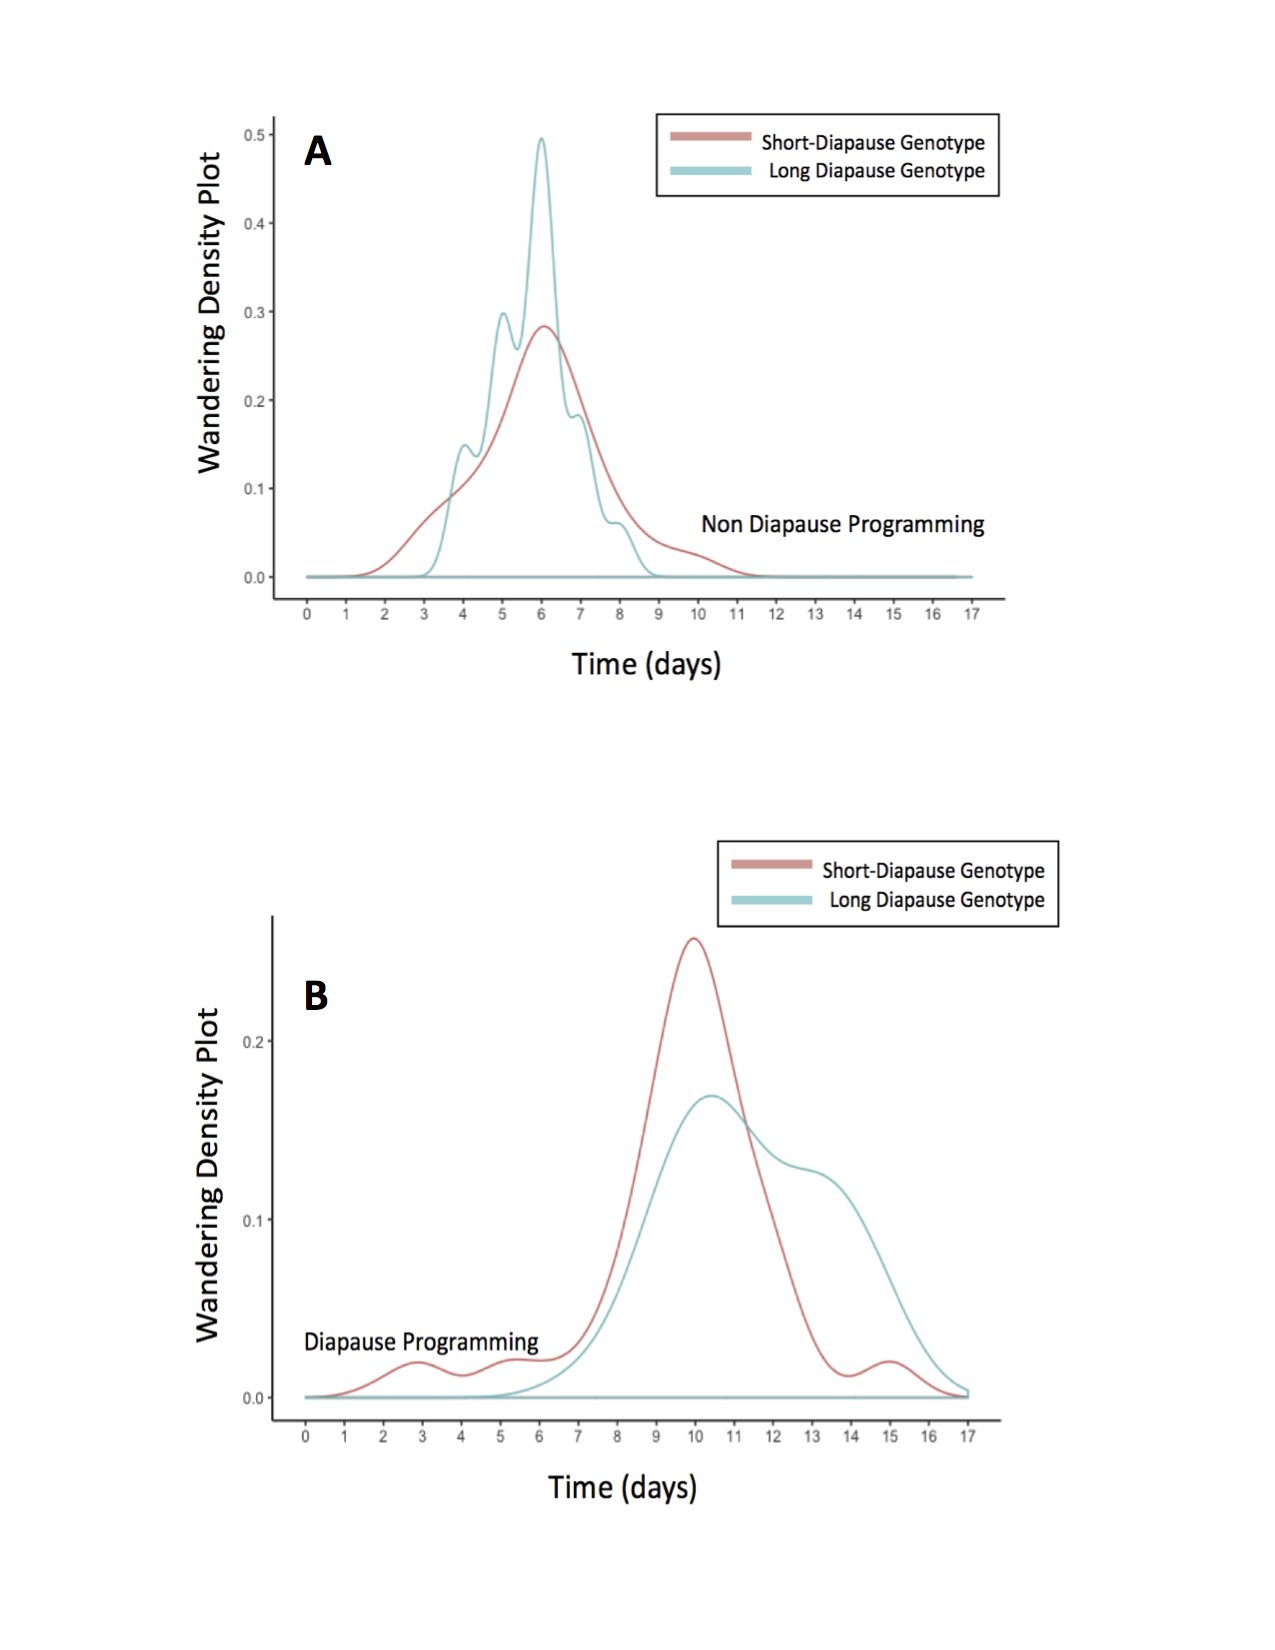 A
Short-Diapause Genotype
Long Diapause Genotype
Wandering Density Plot
0.5
0.4
0.3
0.2
0.1
0.0
Non Diapause Programming
0 1 2 3 4 5 6 7 8 9 10 11 12 13 14 15 16 17
Time (days)
Short-Diapause Genotype
Long Diapause Genotype
B
Wandering Density Plot
0.2
0.1
0.0
Diapause Programming
0 1 2 3 4 5 6 7 8 9 10 11 12 13 14 15 16 17
Time (days)